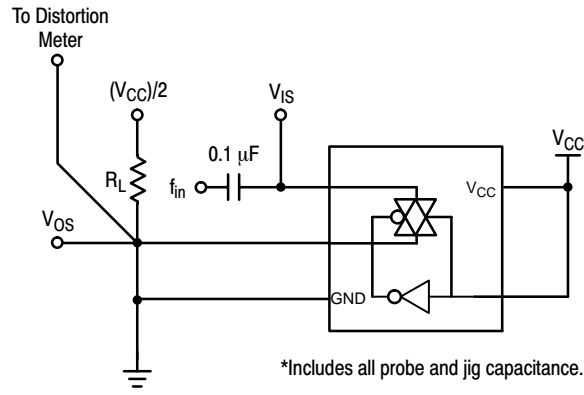 To Distortion
Meter
(VCC)/2
VIS
VCC
0.1 µF
RL
fin
VCC
VOS
GND
*Includes all probe and jig capacitance.